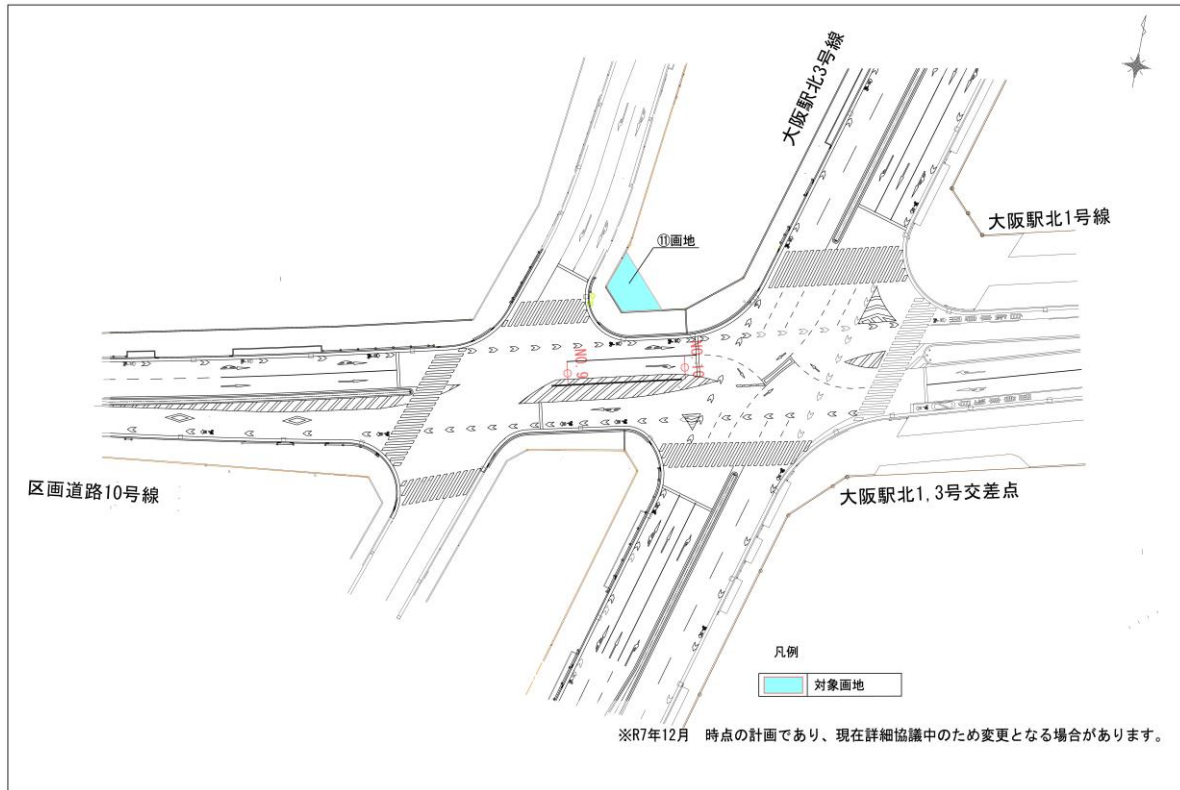 大阪駅北3号線
大阪駅北1号線
⑪画地
NO.9
NO.10
区画道路10号線
大阪駅北1,3号交差点
凡例
対象画地
※R7年12月 時点の計画であり、現在詳細協議中のため変更となる場合があります。